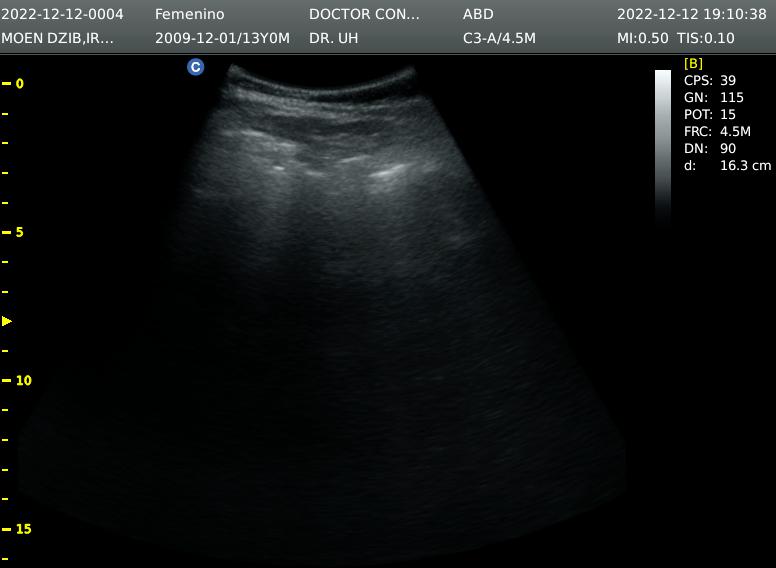 2022-12-12-0004 Femenino DOCTOR CON... ABD 2022-12-12 19:10:38
MOEN DZIB,IR... 2009-12-01/13Y0M DR. UH C3-A/4.5M MI:0.50 TIS:0.10
C
[B]
CPS: 39
GN: 115
POT: 15
FRC: 4.5M
DN: 90
d: 16.3 cm
0
5
10
15